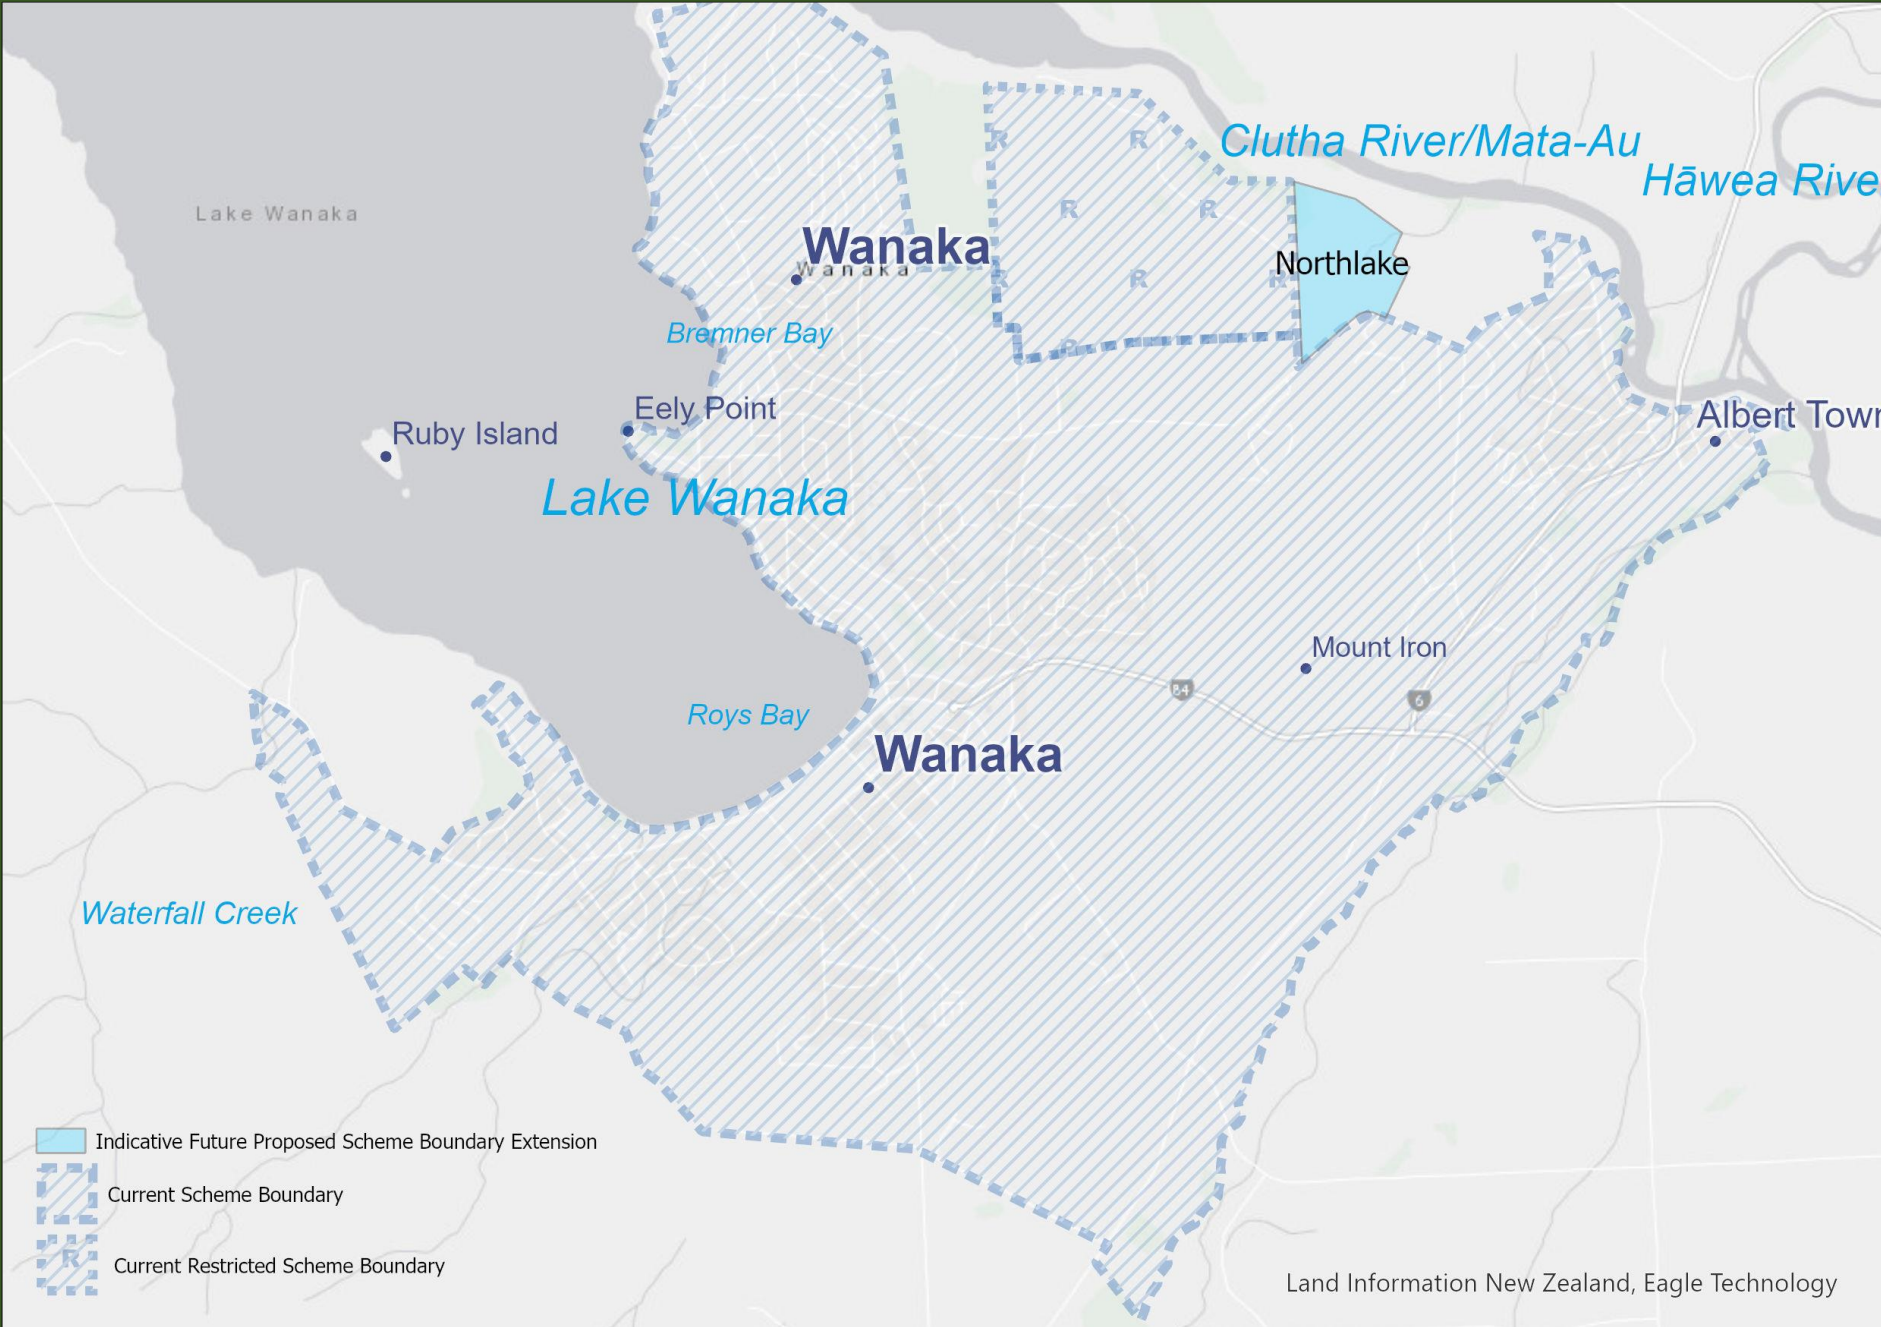 Clutha River/Mata-Au
Hāwea Rive
Lake Wanaka
R
R
R
R
Wanaka
Wanaka
Northlake
R
R
R
Bremner Bay
R
Eely Point
Ruby Island
Albert Town
Lake Wanaka
Mount Iron
84
6
Roys Bay
Wanaka
Waterfall Creek
Indicative Future Proposed Scheme Boundary Extension
Current Scheme Boundary
R
Current Restricted Scheme Boundary
Land Information New Zealand, Eagle Technology